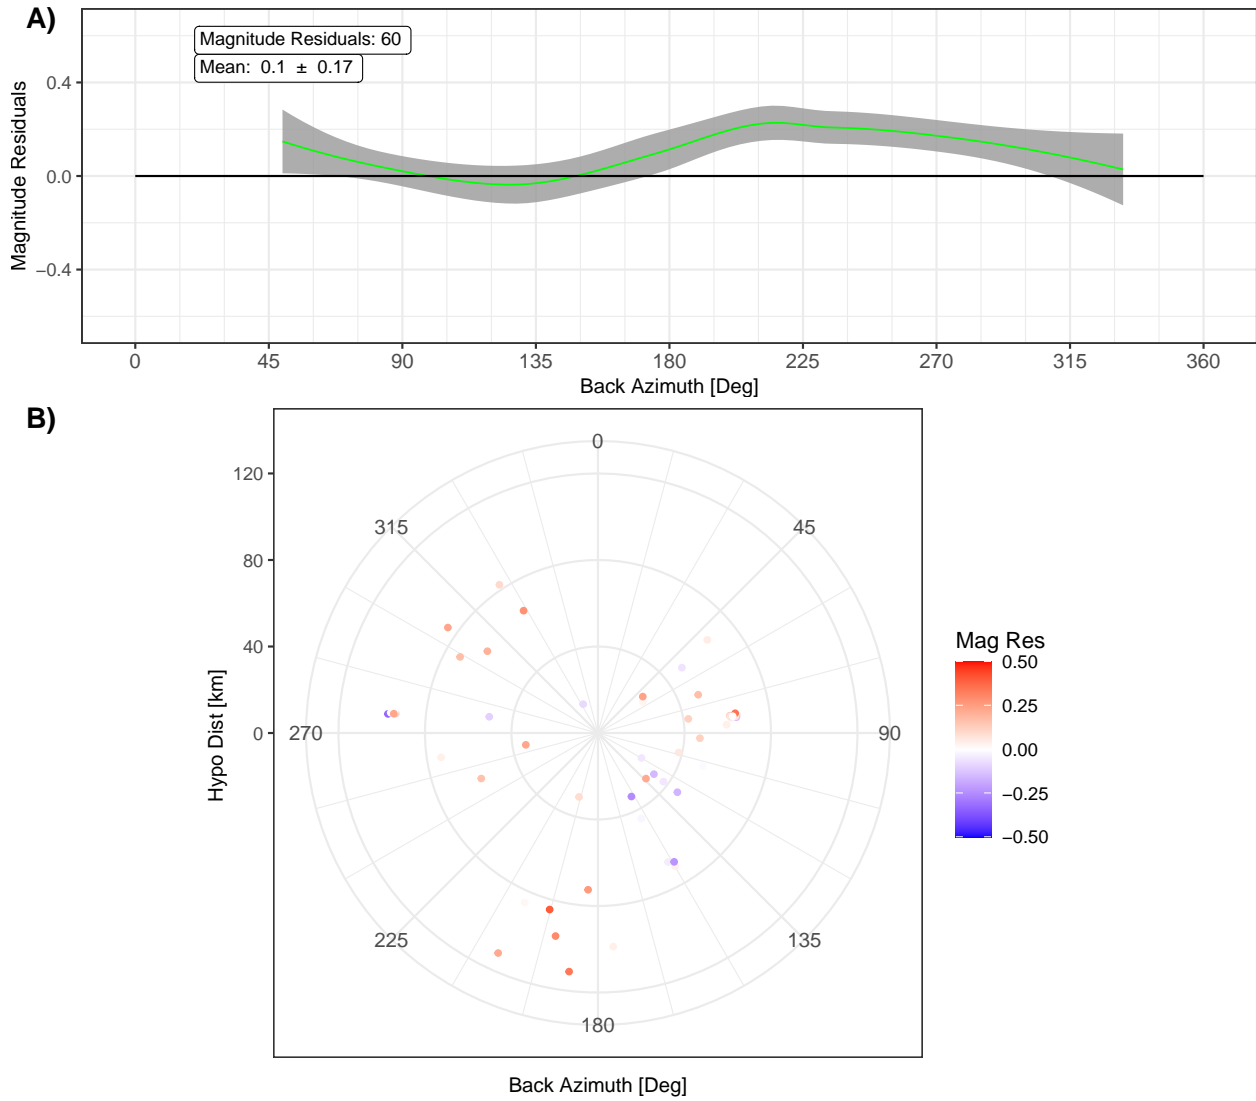 A)
Magnitude Residuals: 60
Mean:  0.1  ±  0.17
Magnitude Residuals
0.4
0.0
−0.4
0 45 90 135 180 225 270 315 360
Back Azimuth [Deg]
B)
Hypo Dist [km]
120
80
40
0
0
45
90
135
180
225
270
315
Back Azimuth [Deg]
Mag Res
0.50
0.25
0.00
−0.25
−0.50